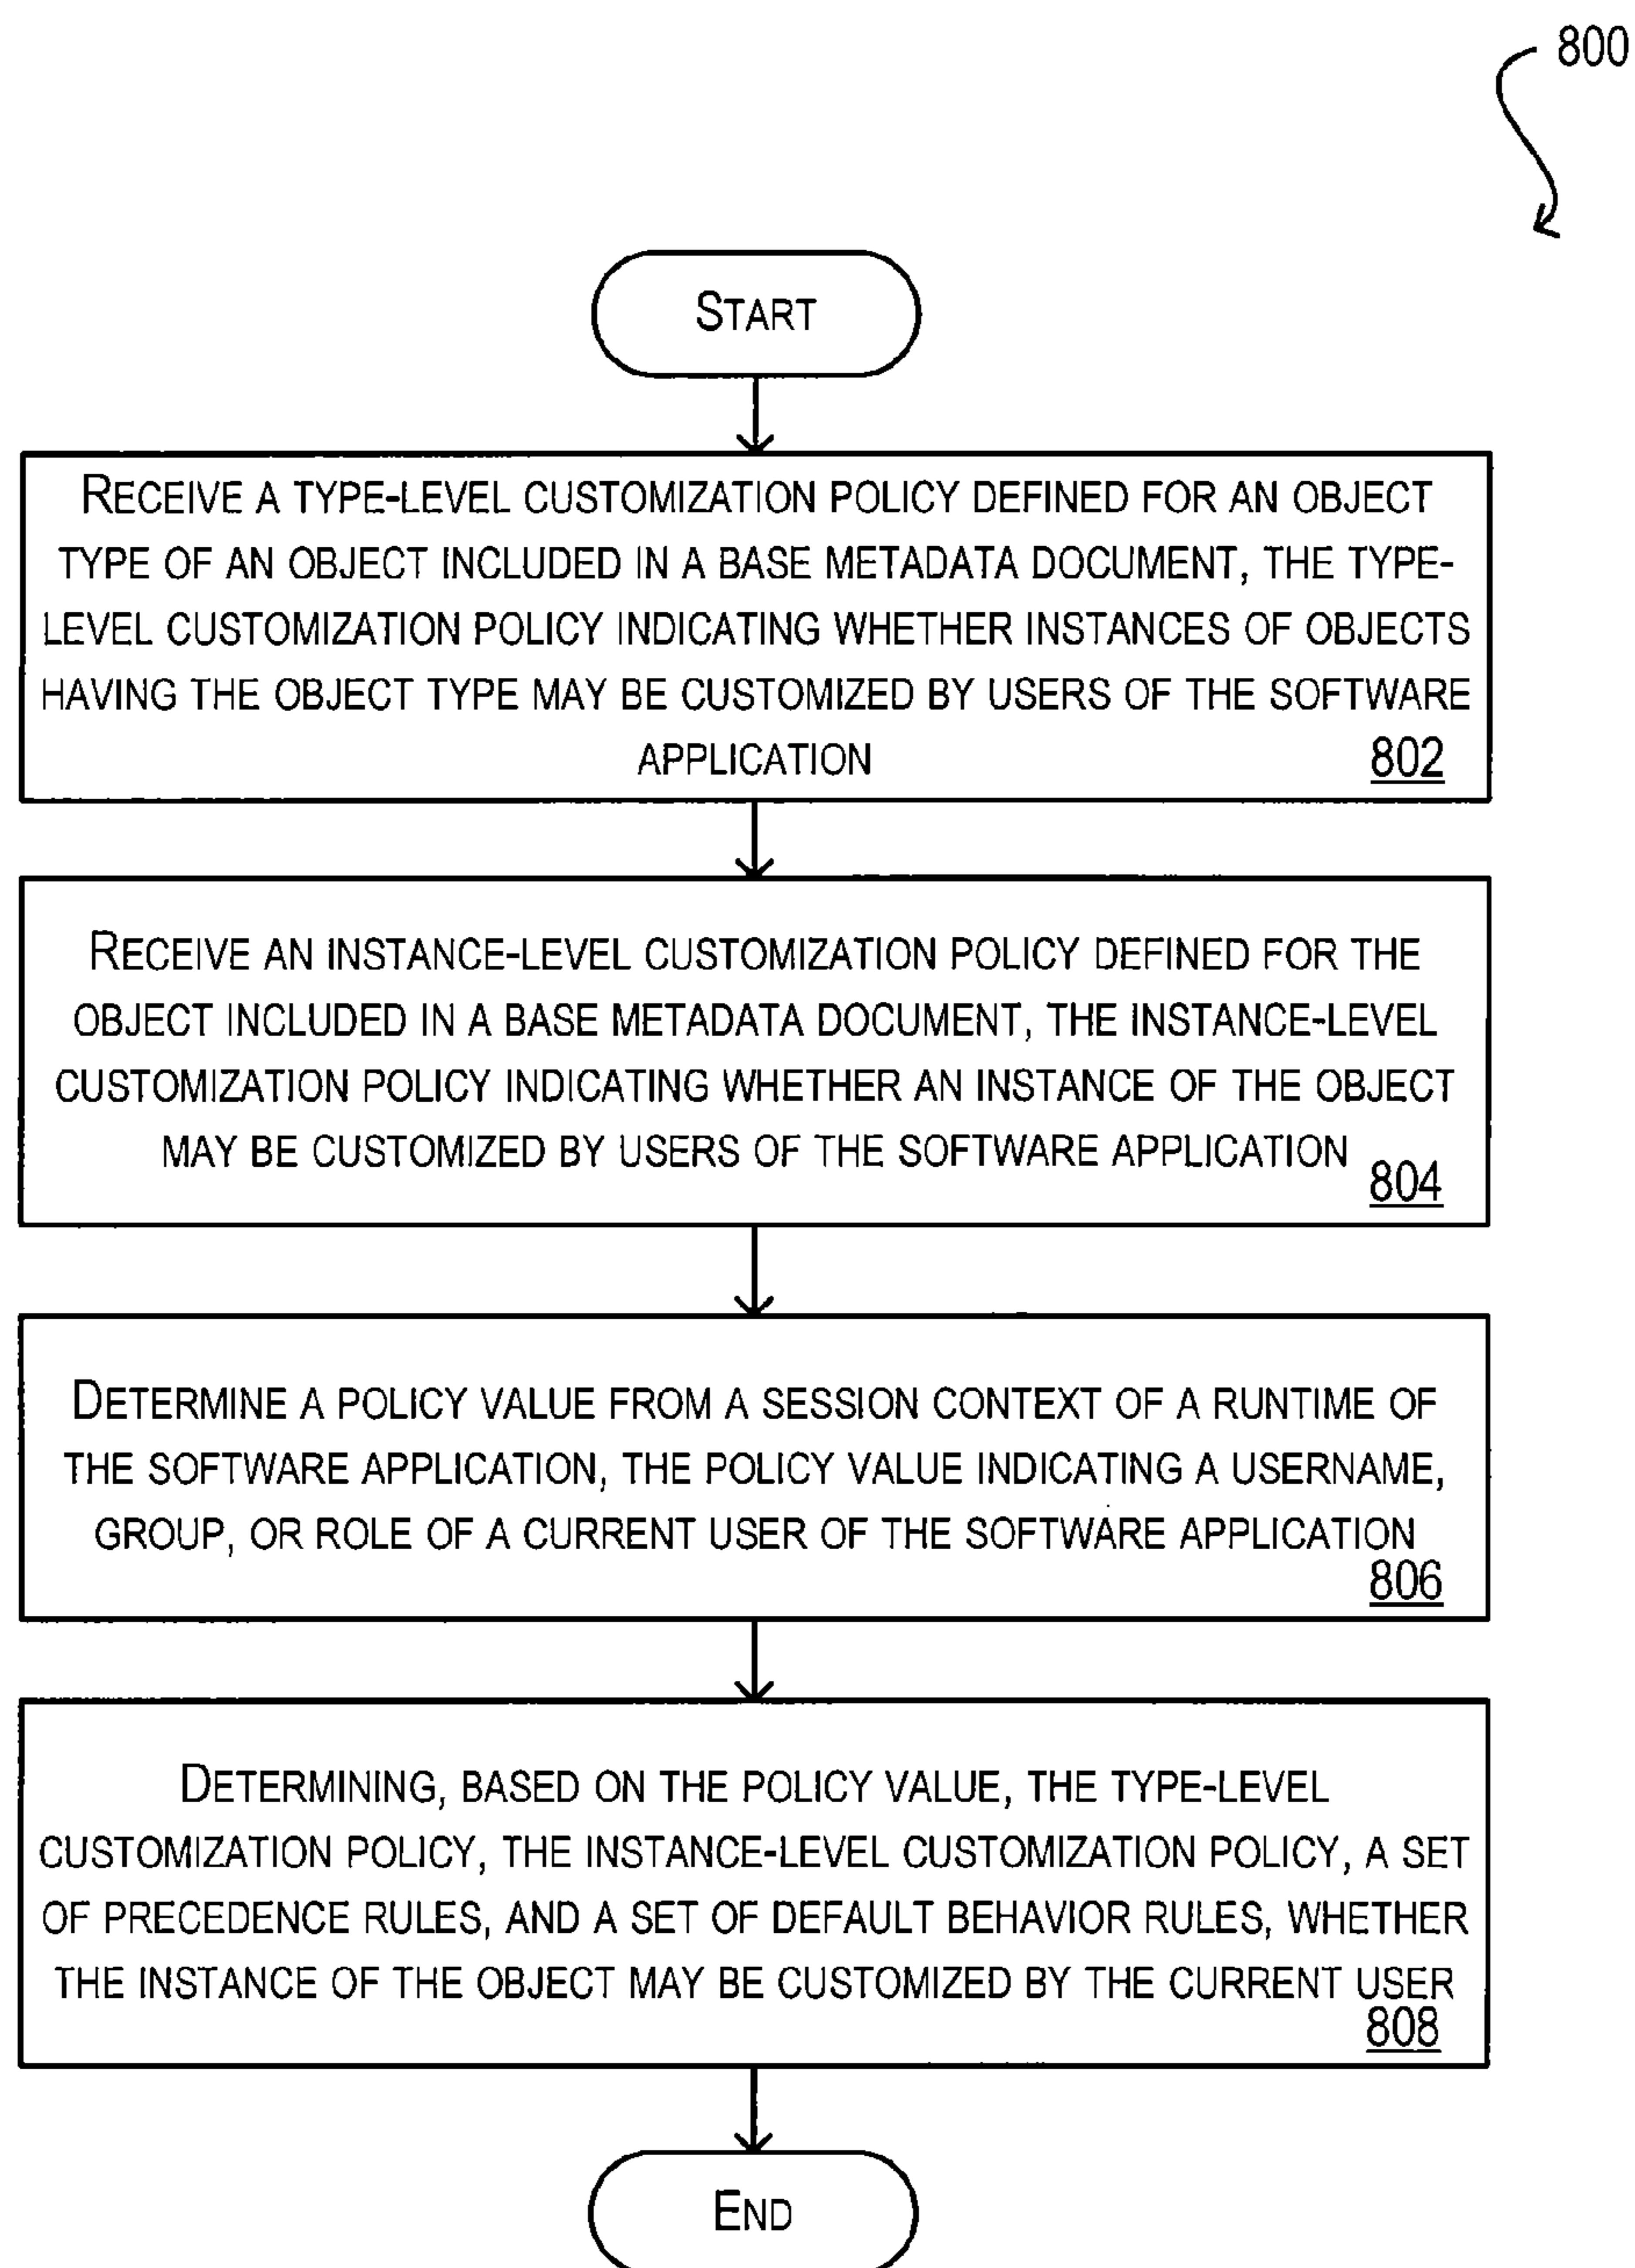 800
START
RECEIVE A TYPE-LEVEL CUSTOMIZATION POLICY DEFINED FOR AN OBJECT
TYPE OF AN OBJECT INCLUDED IN A BASE METADATA DOCUMENT, THE TYPE-
LEVEL CUSTOMIZATION POLICY INDICATING WHETHER INSTANCES OF OBJECTS
HAVING THE OBJECT TYPE MAY BE CUSTOMIZED BY USERS OF THE SOFTWARE
APPLICATION
802
RECEIVE AN INSTANCE-LEVEL CUSTOMIZATION POLICY DEFINED FOR THE
OBJECT INCLUDED IN A BASE METADATA DOCUMENT, THE INSTANCE-LEVEL
CUSTOMIZATION POLICY INDICATING WHETHER AN INSTANCE OF THE OBJECT
MAY BE CUSTOMIZED BY USERS OF THE SOFTWARE APPLICATION
804
DETERMINE A POLICY VALUE FROM A SESSION CONTEXT OF A RUNTIME OF
THE SOFTWARE APPLICATION, THE POLICY VALUE INDICATING A USERNAME,
GROUP, OR ROLE OF A CURRENT USER OF THE SOFTWARE APPLICATION
806
DETERMINING, BASED ON THE POLICY VALUE, THE TYPE-LEVEL
CUSTOMIZATION POLICY, THE INSTANCE-LEVEL CUSTOMIZATION POLICY, A SET
OF PRECEDENCE RULES, AND A SET OF DEFAULT BEHAVIOR RULES, WHETHER
THE INSTANCE OF THE OBJECT MAY BE CUSTOMIZED BY THE CURRENT USER
808
END